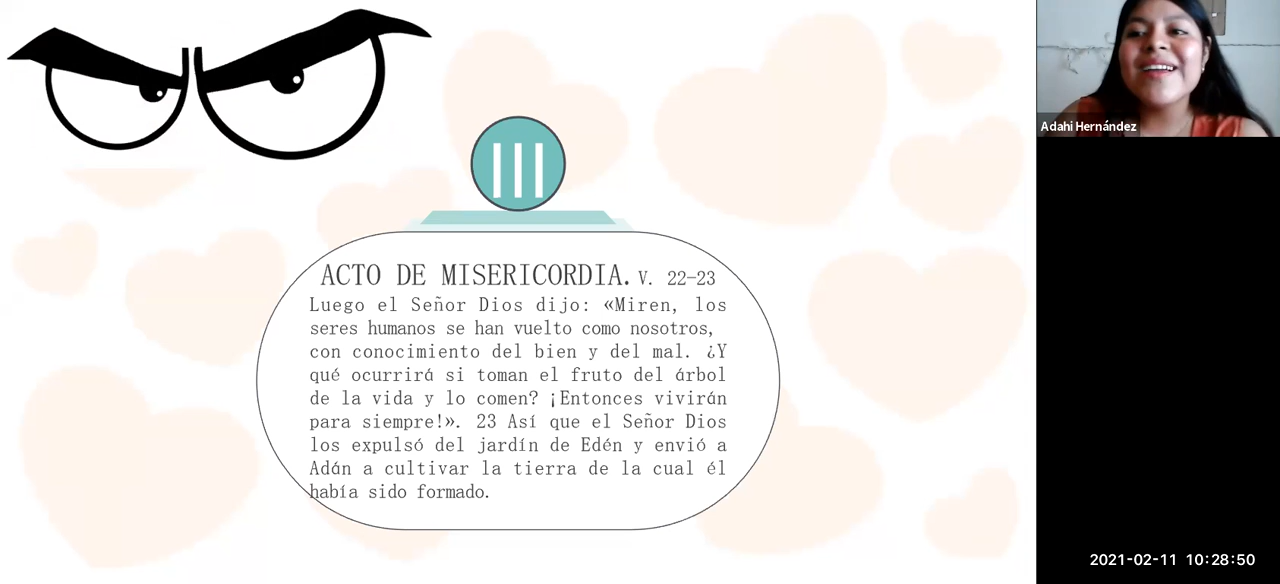 III
ACTO DE MISERICORDIA. V. 22-23
Luego el Señor Dios dijo: «Miren, los
seres humanos se han vuelto como nosotros,
con conocimiento del bien y del mal. ¿Y
qué ocurrirá si toman el fruto del árbol
de la vida y lo comen? ¡Entonces vivirán
para siempre!». 23 Así que el Señor Dios
los expulsó del jardín de Edén y envió a
Adán a cultivar la tierra de la cual él
había sido formado.
Adahi Hernández
2021-02-11 10:28:50